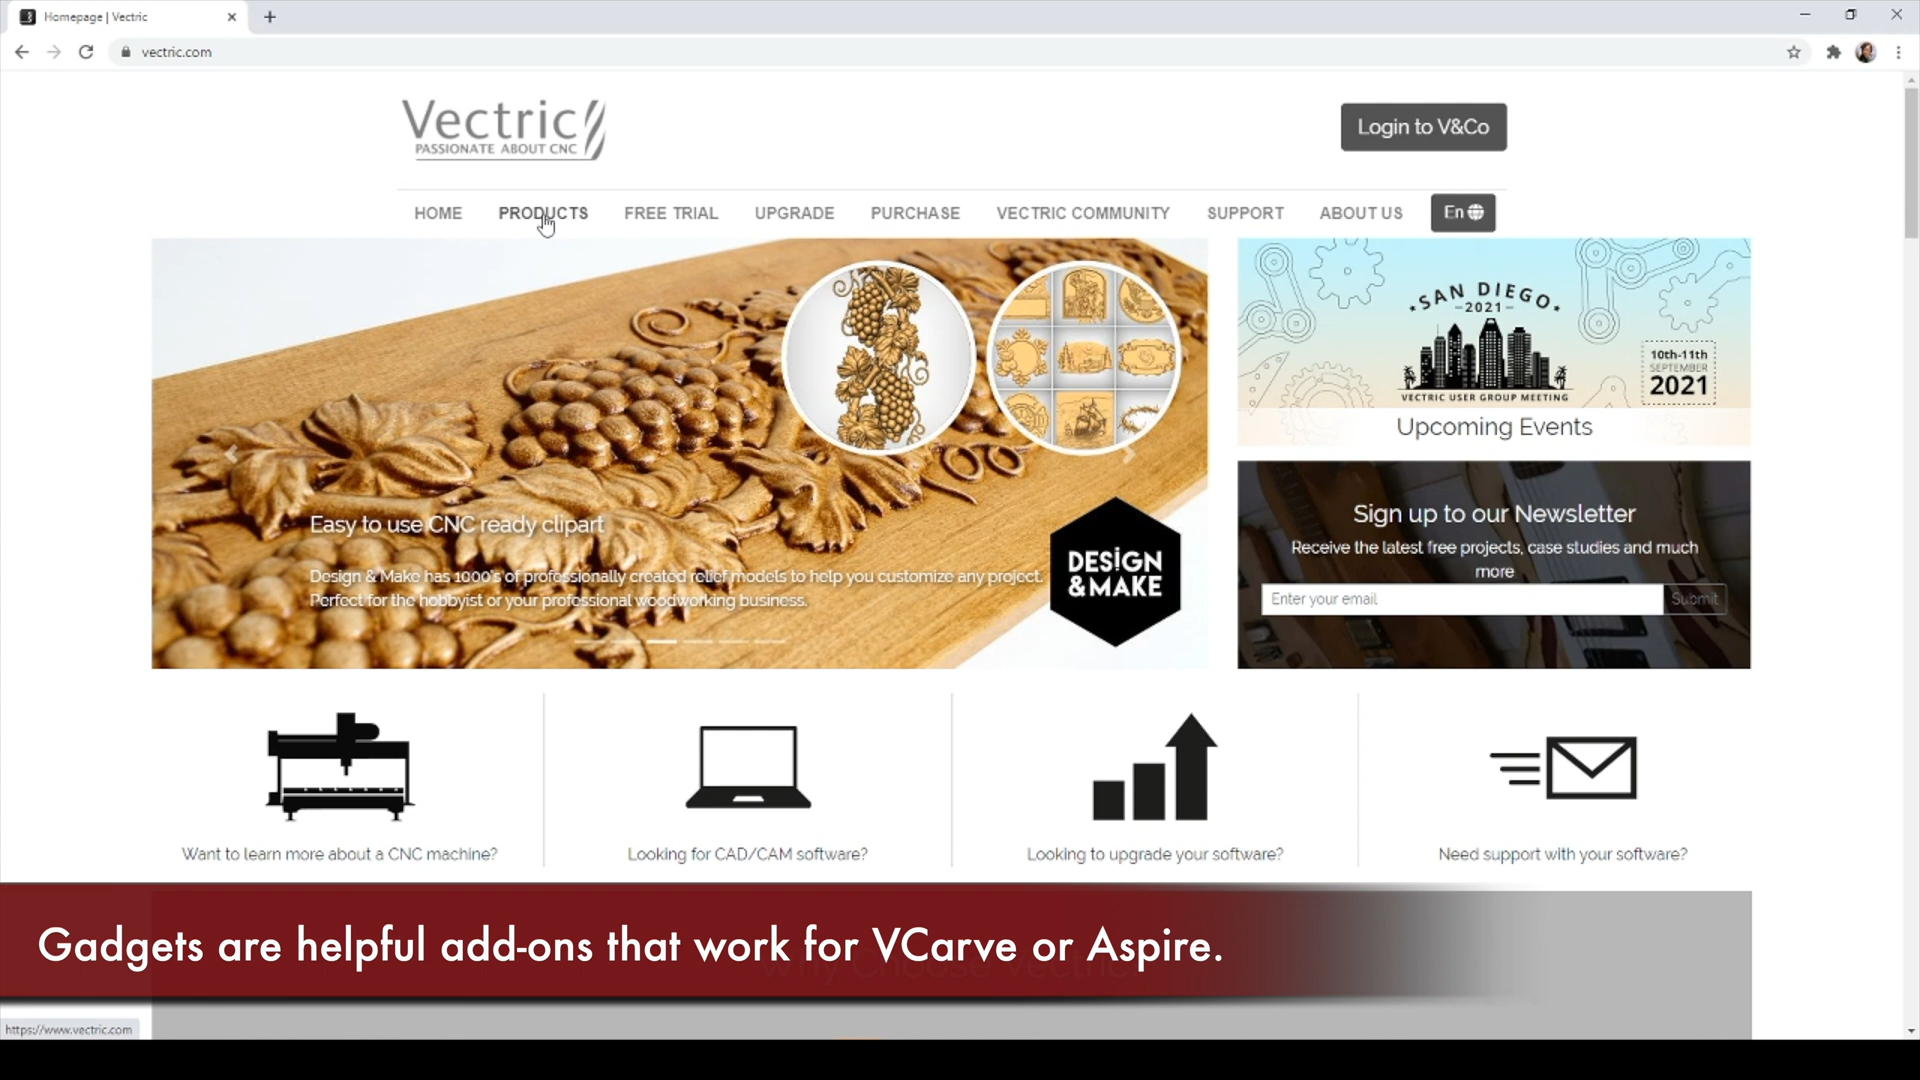 Homepage | Vectric
vectric.com
Vectric
PASSIONATE ABOUT CNC
Login to V&Co
HOME PRODUCTS FREE TRIAL UPGRADE PURCHASE VECTRIC COMMUNITY SUPPORT ABOUT US En
SAN DIEGO
2021
10th-11th
SEPTEMBER
2021
VECTRIC USER GROUP MEETING
Upcoming Events
Easy to use CNC ready clipart
Design & Make has 1000's of professionally created relief models to help you customize any project.
Perfect for the hobbyist or your professional woodworking business.
DESiGN
&MAKE
Sign up to our Newsletter
Receive the latest free projects, case studies and much
more
Enter your email Submit
Want to learn more about a CNC machine?
Looking for CAD/CAM software?
Looking to upgrade your software?
Need support with your software?
Gadgets are helpful add-ons that work for VCarve or Aspire.
https://www.vectric.com